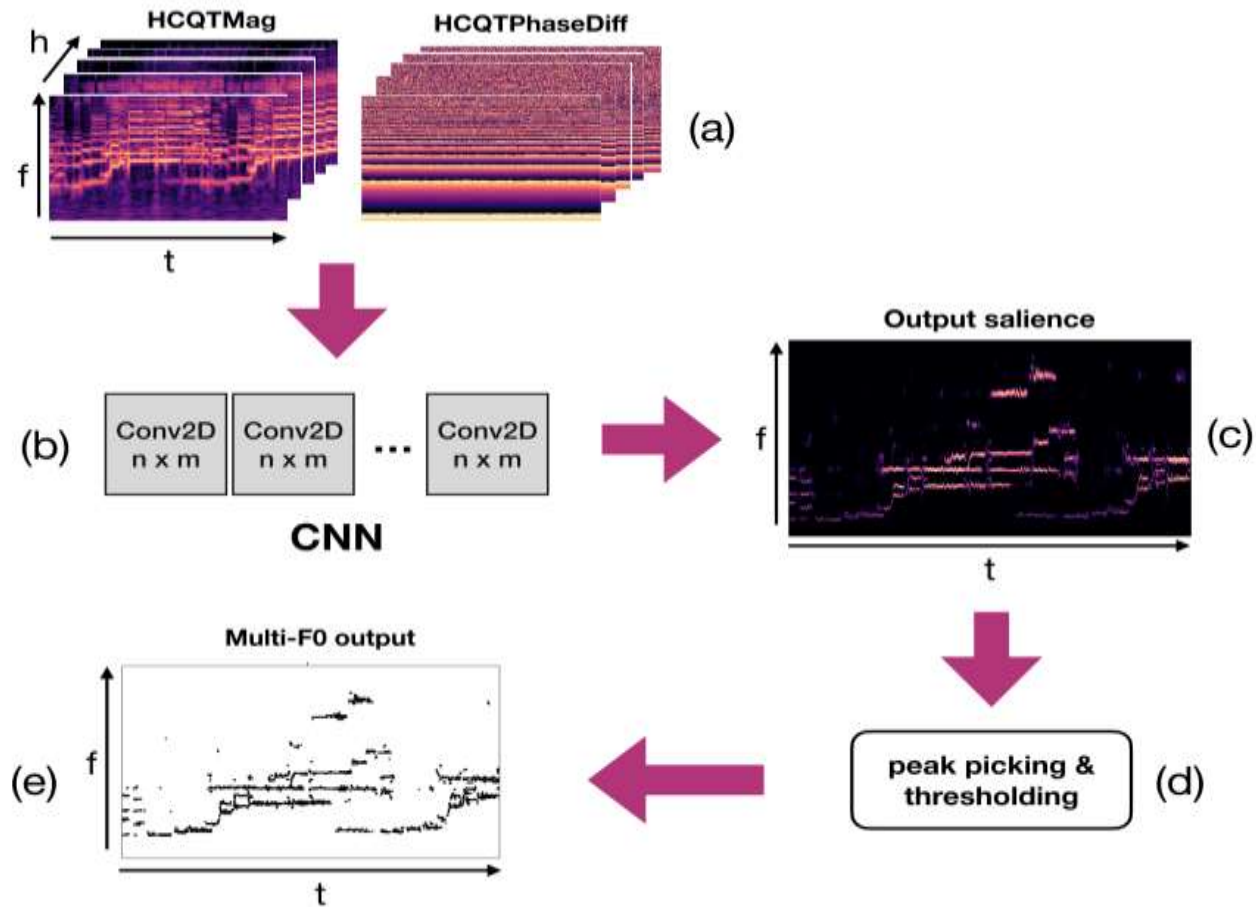 HCQTMag
HCQTPhaseDiff
h
f
t
(a)
(b)
Conv2D
n x m
Conv2D
n x m
...
Conv2D
n x m
CNN
Output salience
f
t
(c)
peak picking &
thresholding
(d)
Multi-F0 output
(e)
f
t